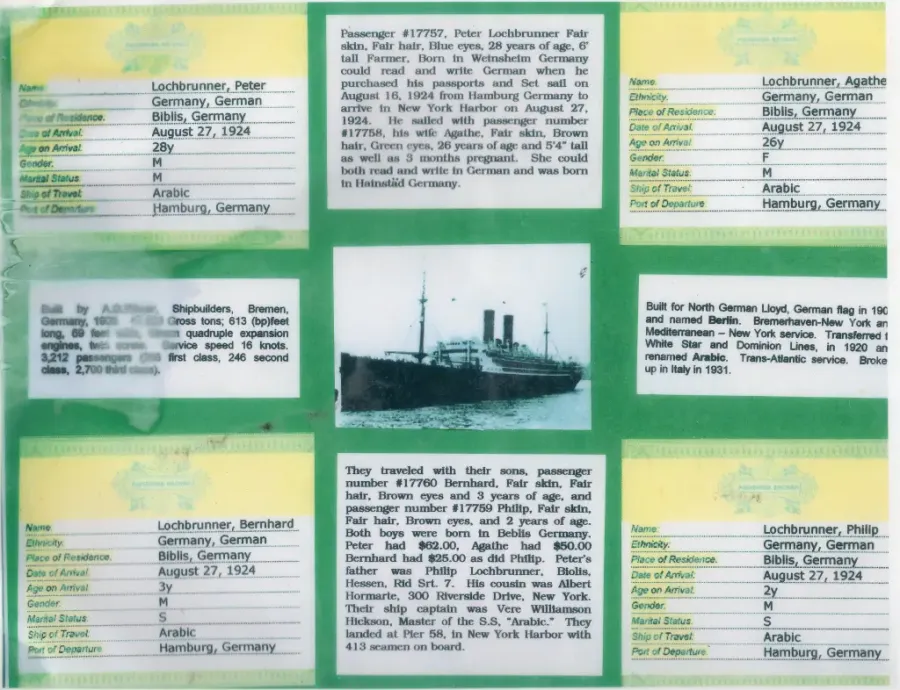 Name: Lochbrunner, Peter
Ethnicity: Germany, German
Place of Residence: Biblis, Germany
Date of Arrival: August 27, 1924
Age on Arrival: 28y
Gender: M
Marital Status: M
Ship of Travel: Arabic
Port of Departure: Hamburg, Germany
Passenger #17757, Peter Lochbrunner Fair
skin, Fair hair, Blue eyes, 28 years of age, 6'
tall Farmer, Born in Weinsheim Germany
could read and write German when he
purchased his passports and Set sail on
August 16, 1924 from Hamburg Germany to
arrive in New York Harbor on August 27,
1924. He sailed with passenger number
#17758, his wife Agathe, Fair skin, Brown
hair, Green eyes, 26 years of age and 5'4" tall
as well as 3 months pregnant. She could
both read and write in German and was born
in Hainstäd Germany.
Name: Lochbrunner, Agathe
Ethnicity: Germany, German
Place of Residence: Biblis, Germany
Date of Arrival: August 27, 1924
Age on Arrival: 26y
Gender: F
Marital Status: M
Ship of Travel: Arabic
Port of Departure: Hamburg, Germany
Built by Shipbuilders, Bremen,
Germany, Gross tons; 613 (bp)feet
long, 69 quadruple expansion
engines, Service speed 16 knots.
3,212 passengers first class, 246 second
class, 2,700 third class).
Built for North German Lloyd, German flag in 190
and named Berlin. Bremerhaven-New York an
Mediterranean – New York service. Transferred t
White Star and Dominion Lines, in 1920 an
renamed Arabic. Trans-Atlantic service. Broke
up in Italy in 1931.
Name: Lochbrunner, Bernhard
Ethnicity: Germany, German
Place of Residence: Biblis, Germany
Date of Arrival: August 27, 1924
Age on Arrival: 3y
Gender: M
Marital Status: S
Ship of Travel: Arabic
Port of Departure: Hamburg, Germany
They traveled with their sons, passenger
number #17760 Bernhard, Fair skin, Fair
hair, Brown eyes and 3 years of age, and
passenger number #17759 Philip, Fair skin,
Fair hair, Brown eyes, and 2 years of age.
Both boys were born in Beblis Germany.
Peter had $62.00, Agathe had $50.00
Bernhard had $25.00 as did Philip. Peter's
father was Philip Lochbrunner, Biolis,
Hessen, Rid Srt. 7. His cousin was Albert
Hormarie, 300 Riverside Drive, New York.
Their ship captain was Vere Williamson
Hickson, Master of the S.S, "Arabic." They
landed at Pier 58, in New York Harbor with
413 seamen on board.
Name: Lochbrunner, Philip
Ethnicity: Germany, German
Place of Residence: Biblis, Germany
Date of Arrival: August 27, 1924
Age on Arrival: 2y
Gender: M
Marital Status: S
Ship of Travel: Arabic
Port of Departure: Hamburg, Germany